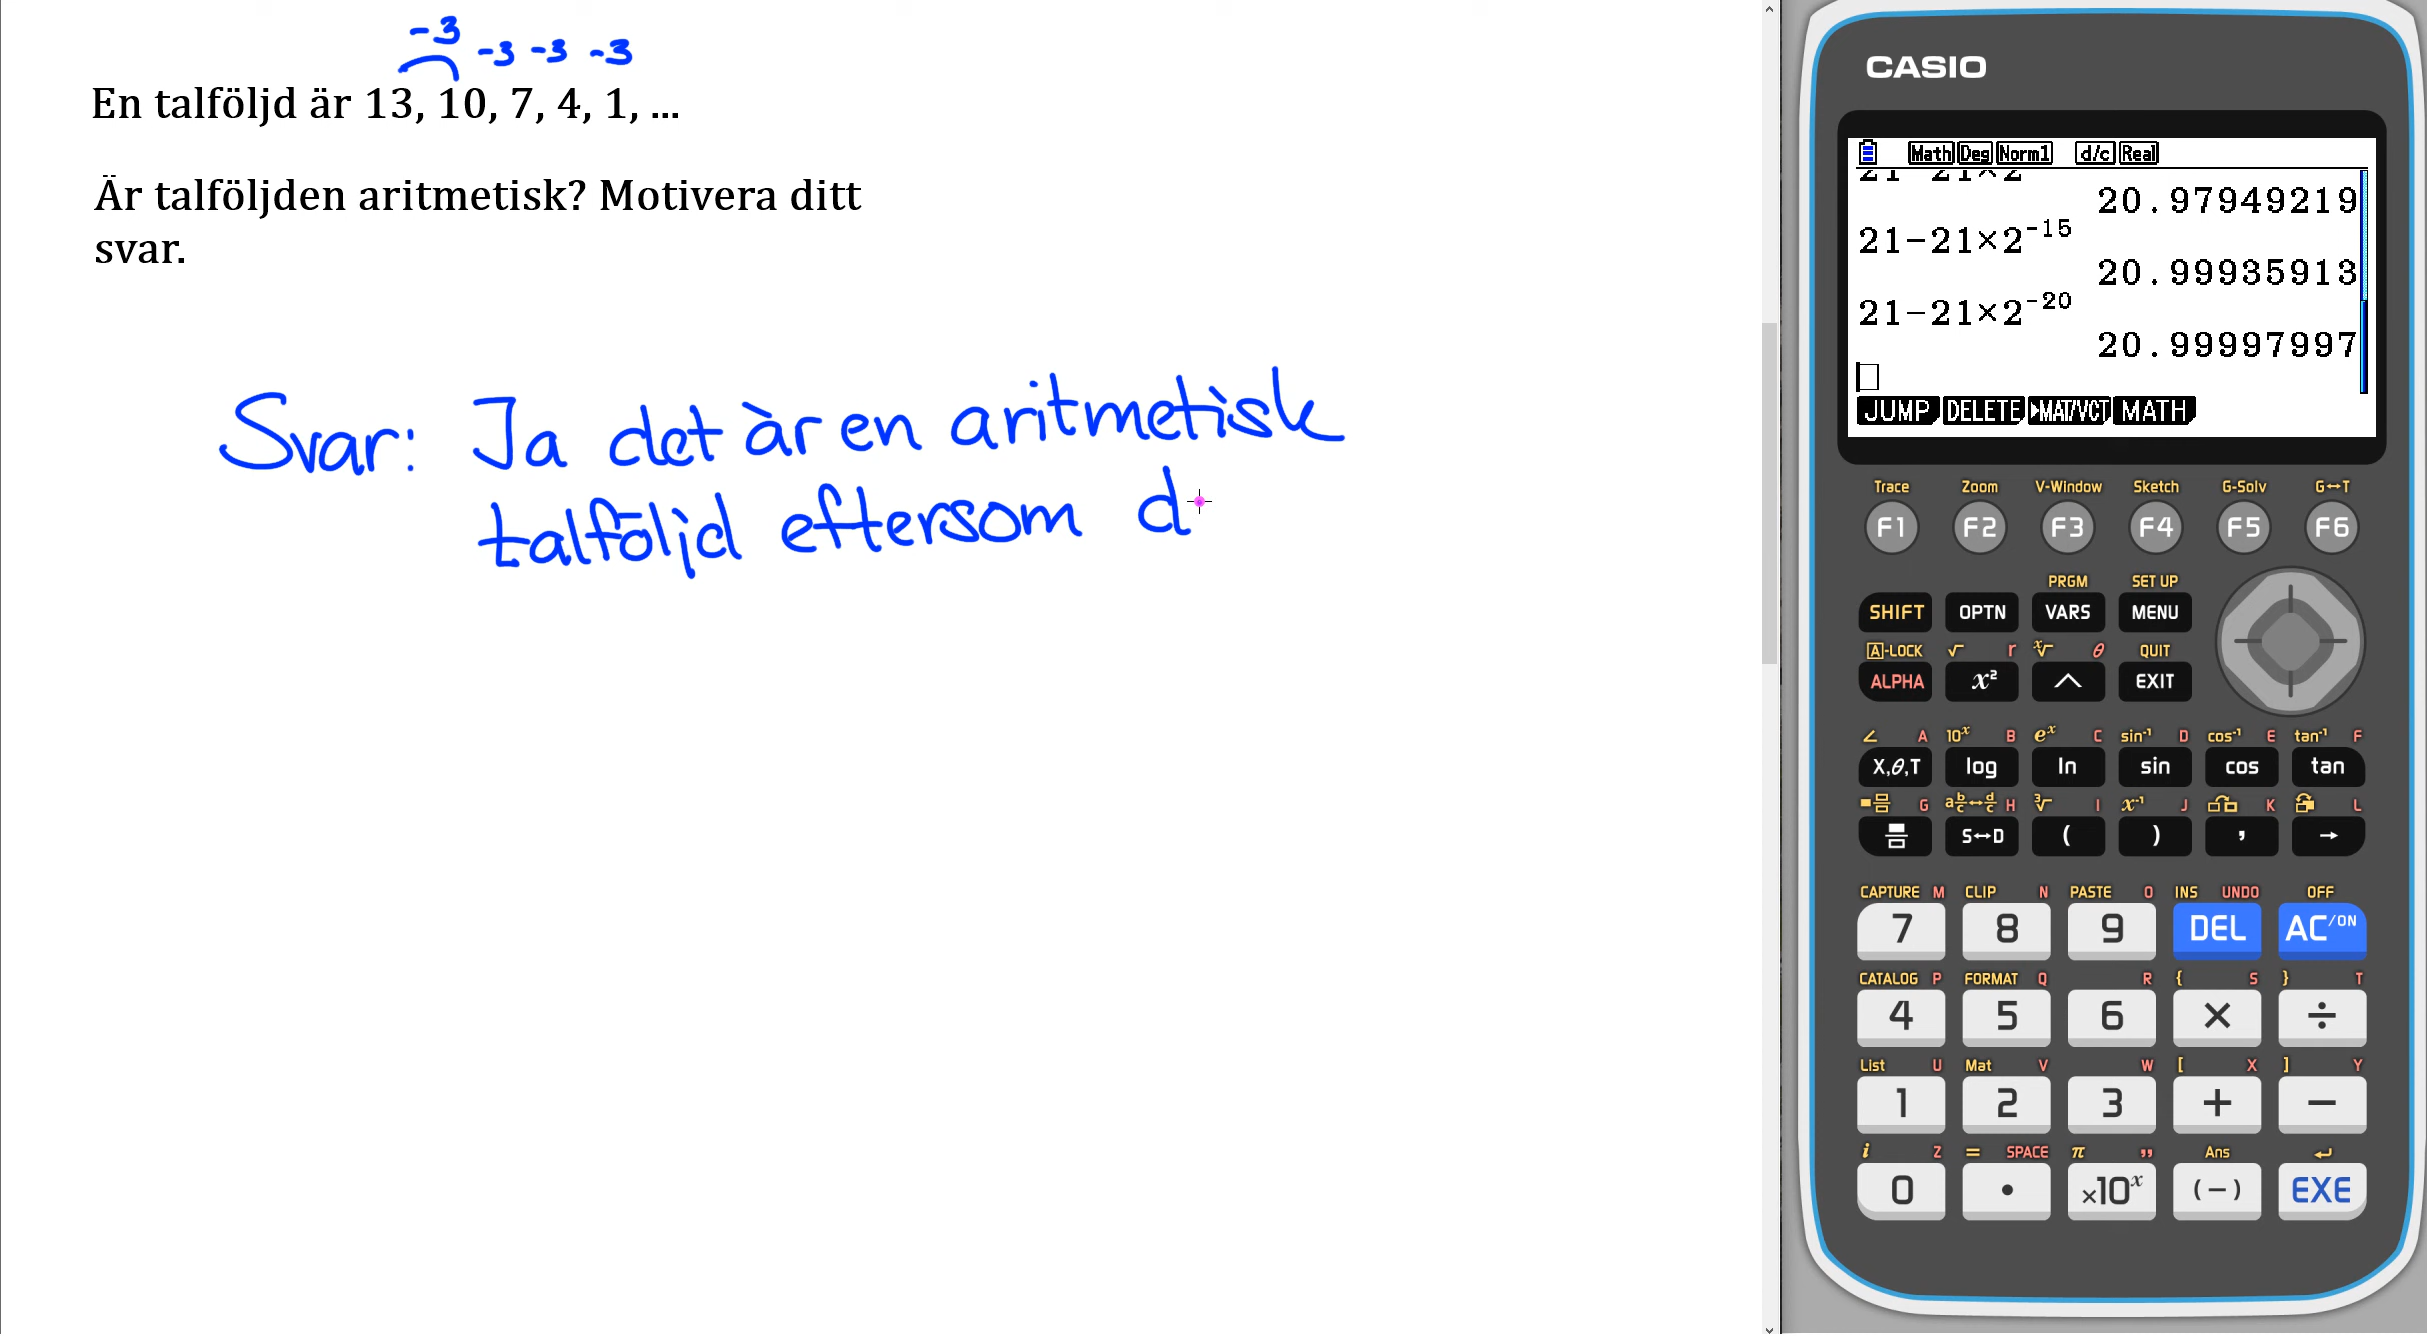 -3
-3 -3 -3
En talföljd är 13, 10, 7, 4, 1, ...
Är talföljden aritmetisk? Motivera ditt
svar.
Svar: Ja det är en aritmetisk
talföljd eftersom d
CASIO
Math Deg Norm1 d/c Real
20.97949219
21-21×2⁻¹⁵
20.99935913
21-21×2⁻²⁰
20.99997997
JUMP DELETE ▶MAT/VCT MATH
Trace Zoom V-Window Sketch G-Solv G↔T
F1 F2 F3 F4 F5 F6
PRGM SET UP
SHIFT OPTN VARS MENU
A-LOCK √ r ˣ√ θ QUIT
ALPHA x² ^ EXIT
∠ A 10ˣ B eˣ C sin⁻¹ D cos⁻¹ E tan⁻¹ F
X,θ,T log ln sin cos tan
G a b/c↔d/c H ³√ I x⁻¹ J K L
S↔D ( ) , →
CAPTURE M CLIP N PASTE O INS UNDO OFF
7 8 9 DEL AC/ON
CATALOG P FORMAT Q R { S } T
4 5 6 × ÷
List U Mat V W [ X ] Y
1 2 3 + −
i Z = SPACE π " Ans ↵
0 • ×10ˣ (−) EXE